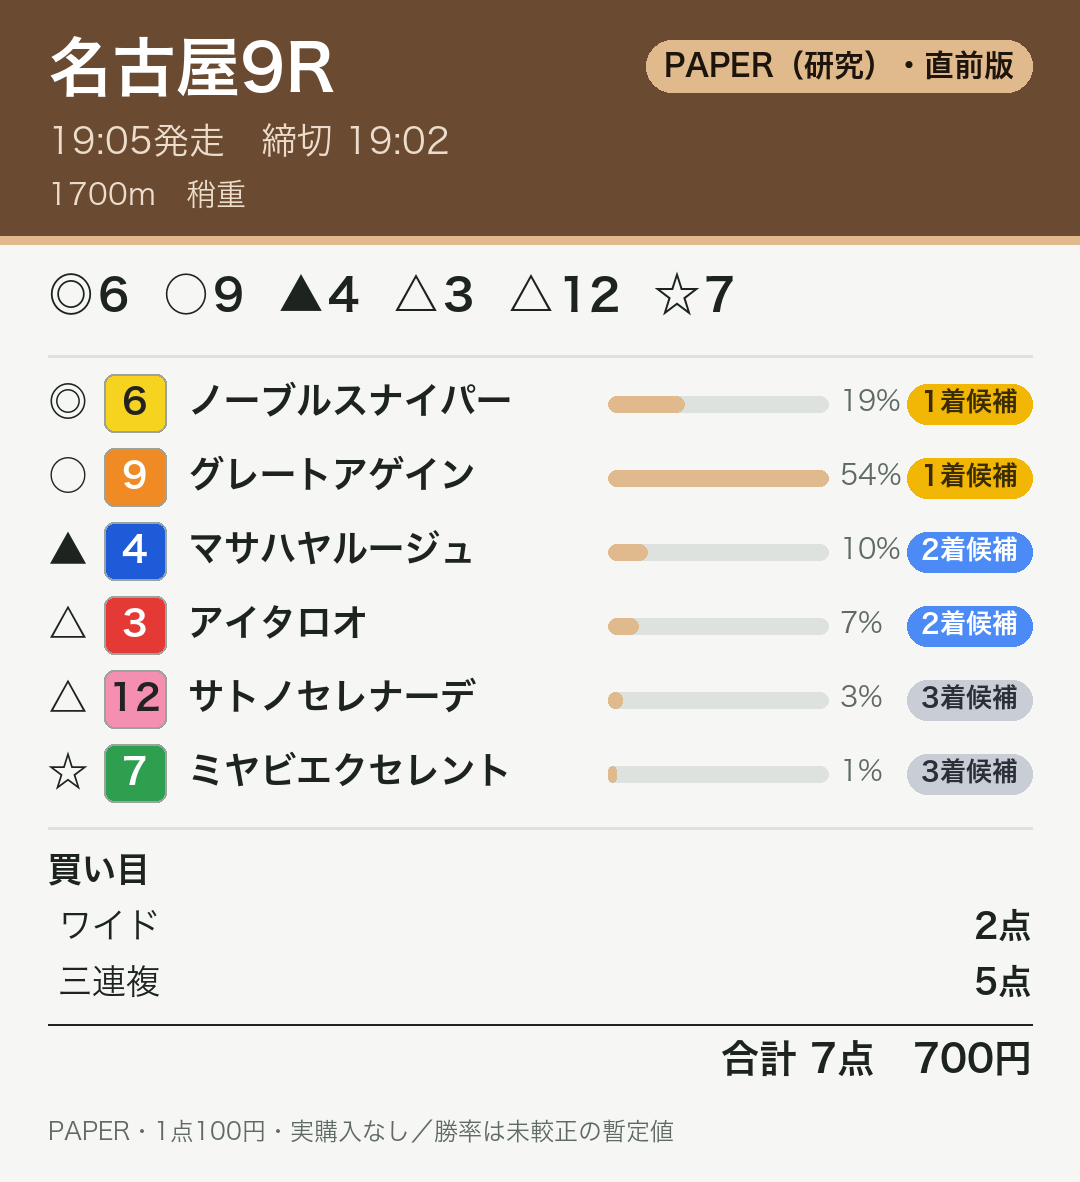 名古屋9R
PAPER（研究）・直前版
19:05発走　締切 19:02
1700m　稍重
◎6 ○9 ▲4 △3 △12 ☆7
◎ 6 ノーブルスナイパー 19% 1着候補
○ 9 グレートアゲイン 54% 1着候補
▲ 4 マサハヤルージュ 10% 2着候補
△ 3 アイタロオ 7% 2着候補
△ 12 サトノセレナーデ 3% 3着候補
☆ 7 ミヤビエクセレント 1% 3着候補
買い目
ワイド 2点
三連複 5点
合計 7点　700円
PAPER・1点100円・実購入なし／勝率は未較正の暫定値